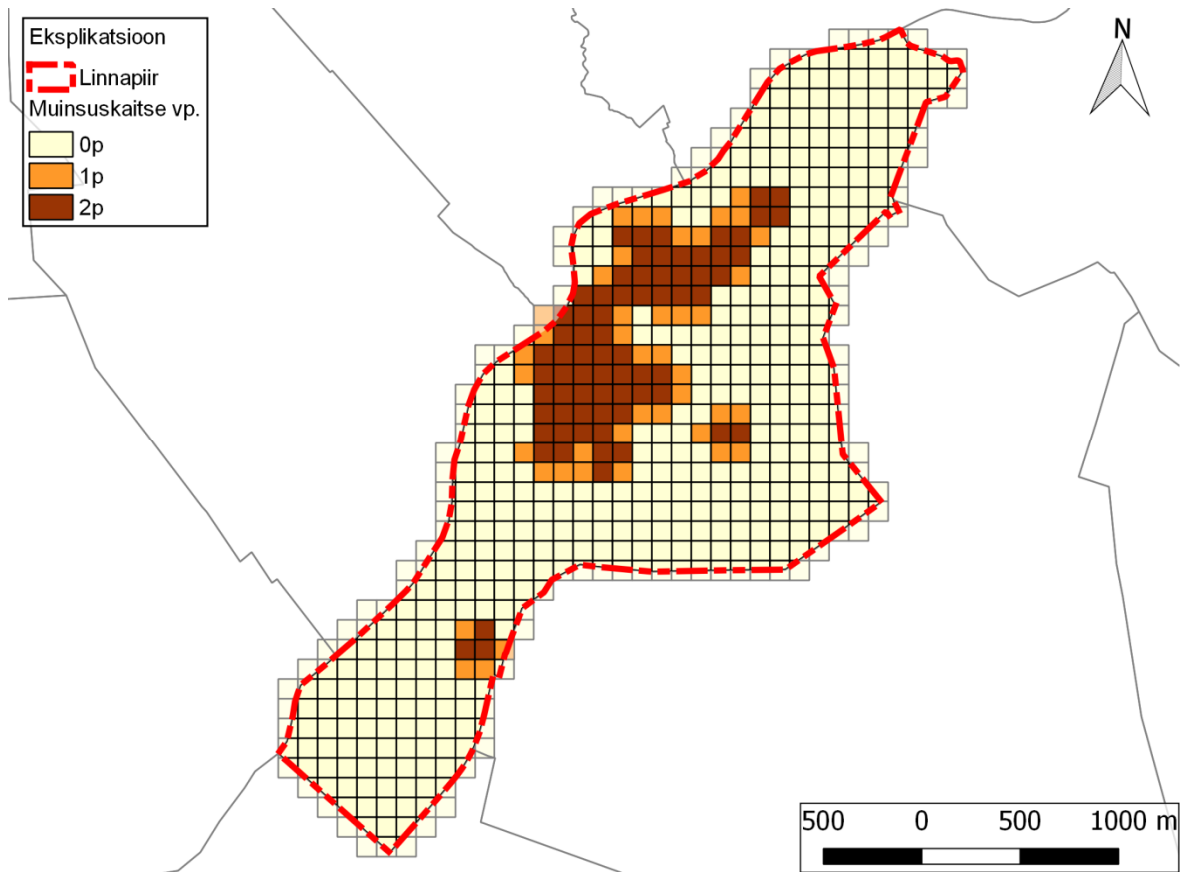 Eksplikatsioon
Linnapiir
Muinsuskaitse vp.
0p
1p
2p
N
500 0 500 1000 m